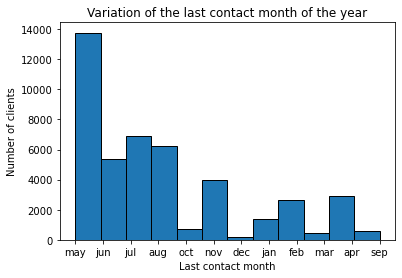 Variation of the last contact month of the year
14000
12000
10000
8000
6000
4000
2000
0
Number of clients
may jun jul aug oct nov dec jan feb mar apr sep
Last contact month